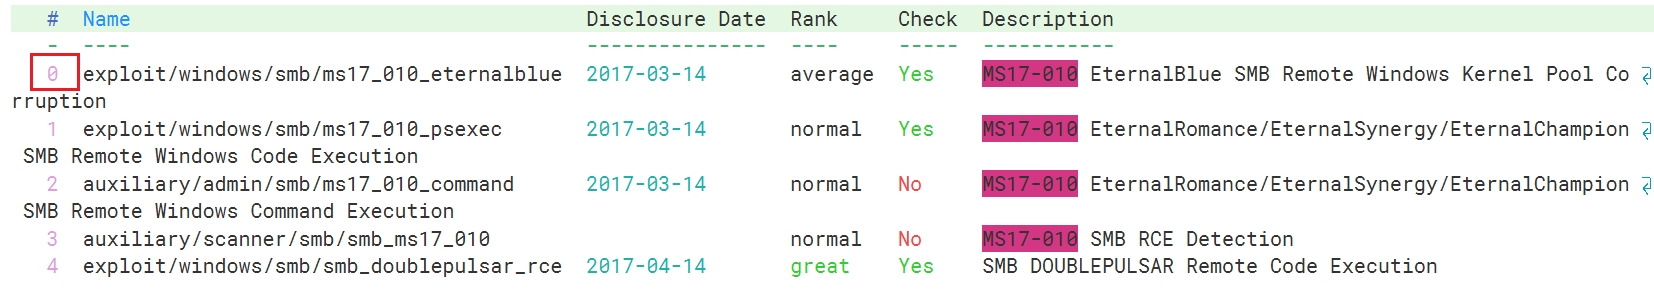 # Name Disclosure Date Rank Check Description
- ---- --------------- ---- ----- -----------
0 exploit/windows/smb/ms17_010_eternalblue 2017-03-14 average Yes MS17-010 EternalBlue SMB Remote Windows Kernel Pool Co
rruption
1 exploit/windows/smb/ms17_010_psexec 2017-03-14 normal Yes MS17-010 EternalRomance/EternalSynergy/EternalChampion
SMB Remote Windows Code Execution
2 auxiliary/admin/smb/ms17_010_command 2017-03-14 normal No MS17-010 EternalRomance/EternalSynergy/EternalChampion
SMB Remote Windows Command Execution
3 auxiliary/scanner/smb/smb_ms17_010 normal No MS17-010 SMB RCE Detection
4 exploit/windows/smb/smb_doublepulsar_rce 2017-04-14 great Yes SMB DOUBLEPULSAR Remote Code Execution